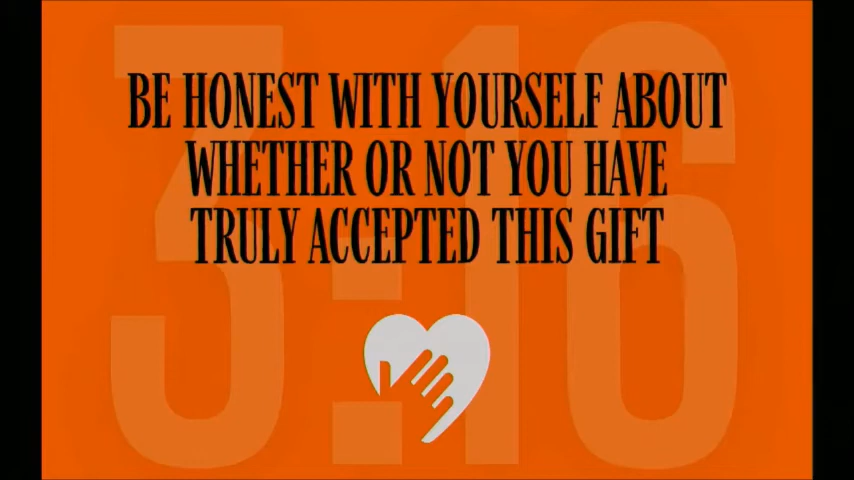 3:16
BE HONEST WITH YOURSELF ABOUT
WHETHER OR NOT YOU HAVE
TRULY ACCEPTED THIS GIFT